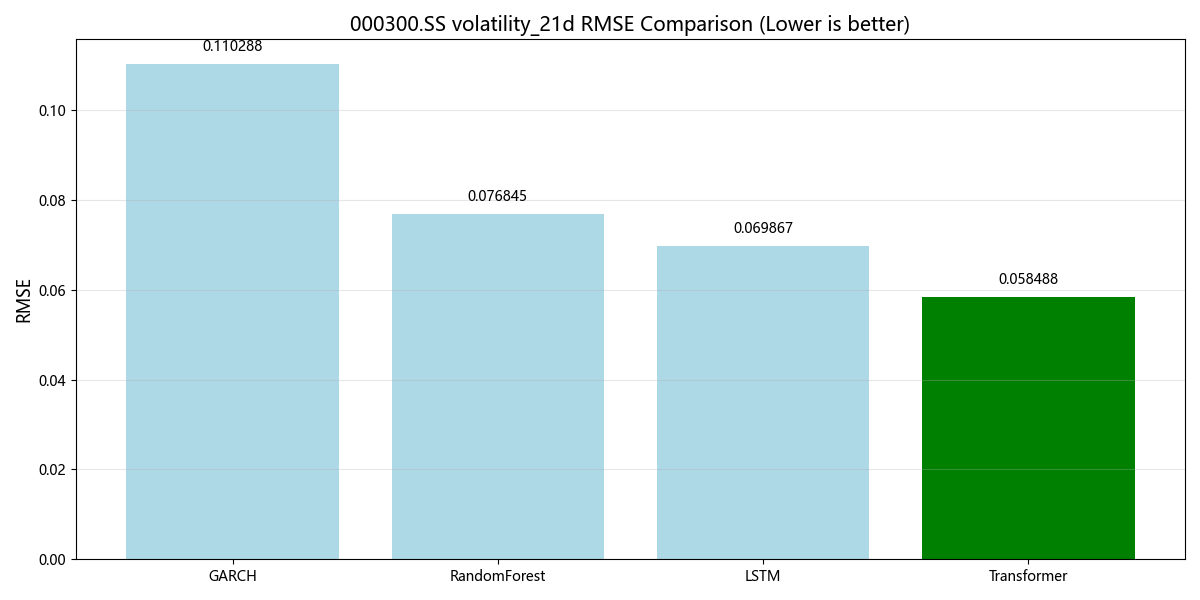 000300.SS volatility_21d RMSE Comparison (Lower is better)
0.110288
0.10
0.08
0.076845
0.069867
0.06
0.058488
RMSE
0.04
0.02
0.00
GARCH
RandomForest
LSTM
Transformer